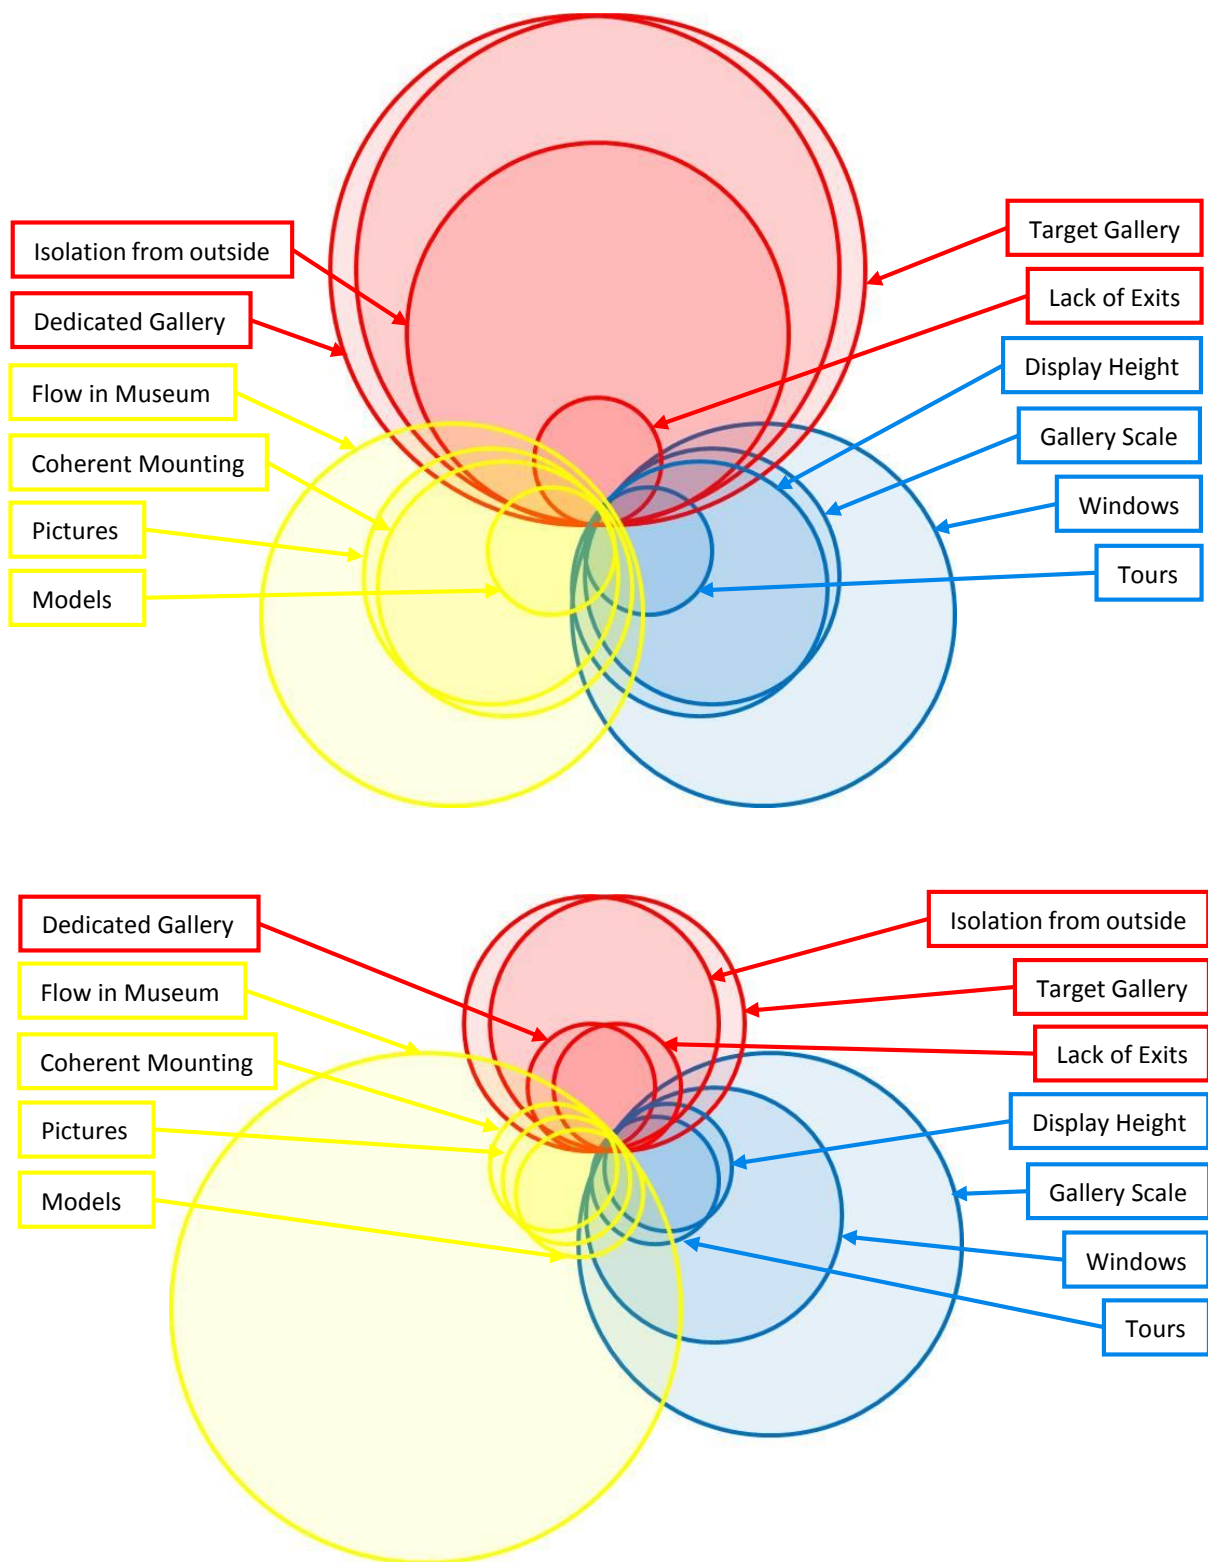 Isolation from outside
Dedicated Gallery
Flow in Museum
Coherent Mounting
Pictures
Models
Target Gallery
Lack of Exits
Display Height
Gallery Scale
Windows
Tours
Dedicated Gallery
Flow in Museum
Coherent Mounting
Pictures
Models
Isolation from outside
Target Gallery
Lack of Exits
Display Height
Gallery Scale
Windows
Tours